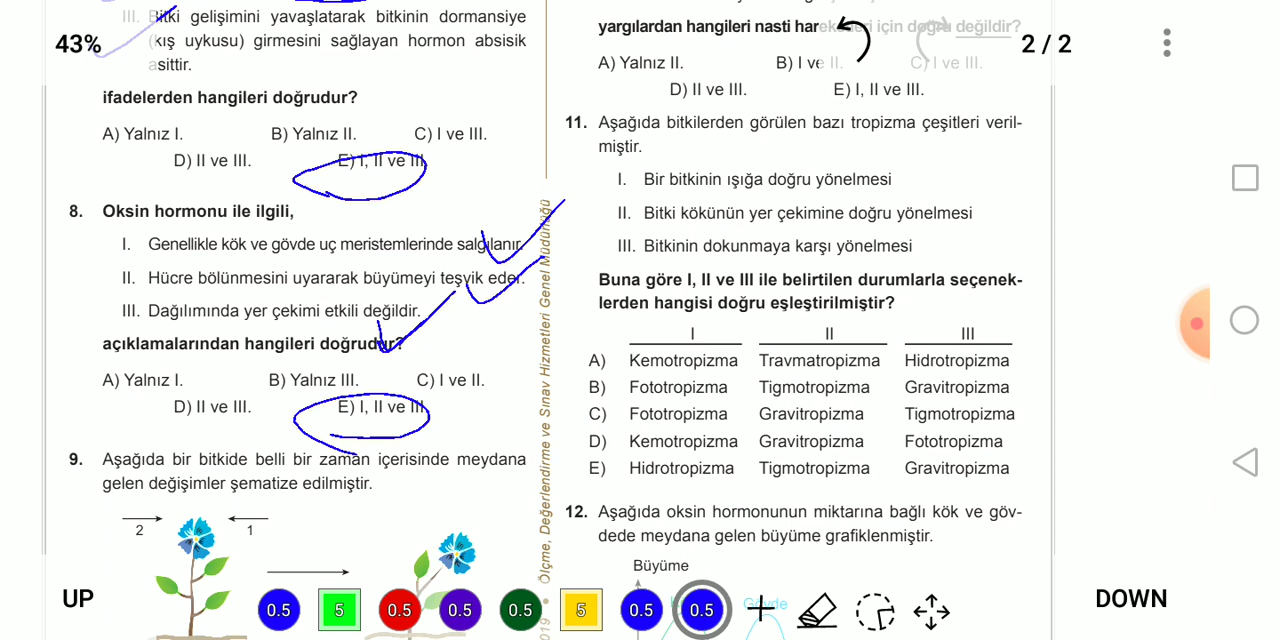 III. Bitki gelişimini yavaşlatarak bitkinin dormansiye
(kış uykusu) girmesini sağlayan hormon absisik
asittir.
43%
ifadelerden hangileri doğrudur?
A) Yalnız I.
B) Yalnız II.
C) I ve III.
D) II ve III.
E) I, II ve III
8. Oksin hormonu ile ilgili,
I. Genellikle kök ve gövde uç meristemlerinde salgılanır.
II. Hücre bölünmesini uyararak büyümeyi teşvik eder.
III. Dağılımında yer çekimi etkili değildir.
açıklamalarından hangileri doğrudur?
A) Yalnız I.
B) Yalnız III.
C) I ve II.
D) II ve III.
E) I, II ve III
9. Aşağıda bir bitkide belli bir zaman içerisinde meydana
gelen değişimler şematize edilmiştir.
2
1
019 • Ölçme, Değerlendirme ve Sınav Hizmetleri Genel Müdürlüğü
yargılardan hangileri nasti hareketleri için doğru değildir?
2 / 2
A) Yalnız II.
B) I ve II.
C) I ve III.
D) II ve III.
E) I, II ve III.
11. Aşağıda bitkilerden görülen bazı tropizma çeşitleri veril-
miştir.
I. Bir bitkinin ışığa doğru yönelmesi
II. Bitki kökünün yer çekimine doğru yönelmesi
III. Bitkinin dokunmaya karşı yönelmesi
Buna göre I, II ve III ile belirtilen durumlarla seçenek-
lerden hangisi doğru eşleştirilmiştir?
I II III
A) Kemotropizma Travmatropizma Hidrotropizma
B) Fototropizma Tigmotropizma Gravitropizma
C) Fototropizma Gravitropizma Tigmotropizma
D) Kemotropizma Gravitropizma Fototropizma
E) Hidrotropizma Tigmotropizma Gravitropizma
12. Aşağıda oksin hormonunun miktarına bağlı kök ve göv-
dede meydana gelen büyüme grafiklenmiştir.
Büyüme
Gövde
UP
0.5 5 0.5 0.5 0.5 5 0.5 0.5
DOWN